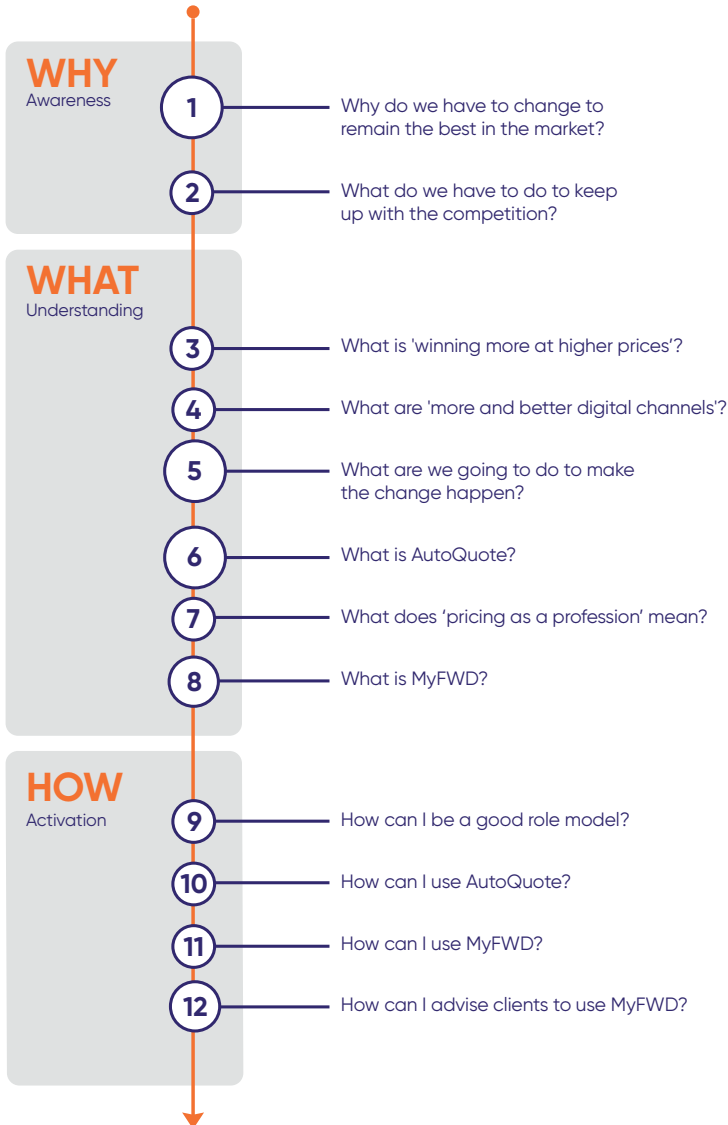 WHY
Awareness
1
Why do we have to change to
remain the best in the market?
2
What do we have to do to keep
up with the competition?
WHAT
Understanding
3
What is 'winning more at higher prices’?
4
What are 'more and better digital channels'?
5
What are we going to do to make
the change happen?
6
What is AutoQuote?
7
What does ‘pricing as a profession’ mean?
8
What is MyFWD?
HOW
Activation
9
How can I be a good role model?
10
How can I use AutoQuote?
11
How can I use MyFWD?
12
How can I advise clients to use MyFWD?